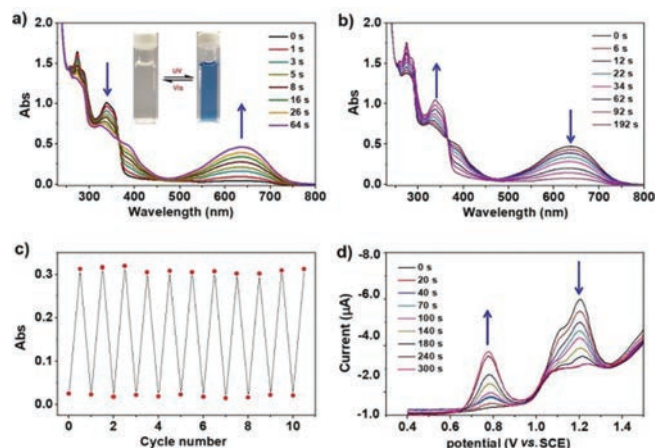 a)
2.0
1.5
1.0
0.5
0.0
Abs
300 400 500 600 700 800
Wavelength (nm)
UV
Vis
0 s
1 s
3 s
5 s
8 s
16 s
26 s
64 s
b)
2.0
1.5
1.0
0.5
0.0
Abs
300 400 500 600 700 800
Wavelength (nm)
0 s
6 s
12 s
22 s
34 s
62 s
92 s
192 s
c)
0.3
0.2
0.1
0.0
Abs
0 2 4 6 8 10
Cycle number
d)
-8.0
-6.0
-4.0
-2.0
-1.0
Current (μA)
0.4 0.6 0.8 1.0 1.2 1.4
potential (V vs. SCE)
0 s
20 s
40 s
70 s
100 s
140 s
180 s
240 s
300 s